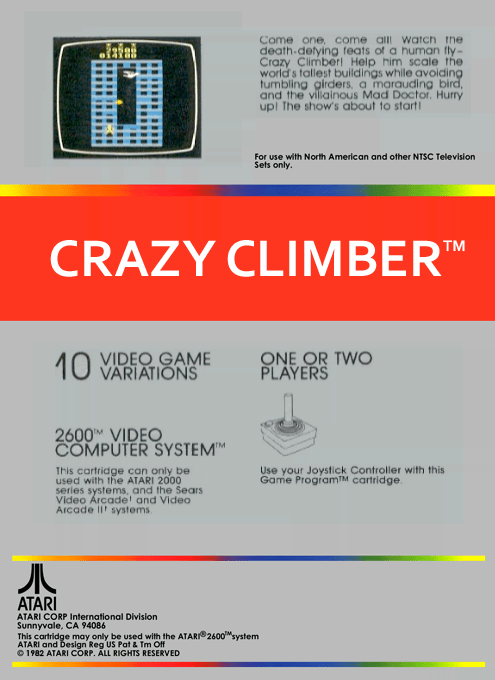 Come one, come all! Watch the
death-defying feats of a human fly–
Crazy Climber! Help him scale the
world's tallest buildings while avoiding
tumbling girders, a marauding bird,
and the villainous Mad Doctor. Hurry
up! The show's about to start!
For use with North American and other NTSC Television
Sets only.
CRAZY CLIMBER™
10 VIDEO GAME
VARIATIONS
ONE OR TWO
PLAYERS
2600™ VIDEO
COMPUTER SYSTEM™
This cartridge can only be
used with the ATARI 2000
series systems, and the Sears
Video Arcade¹ and Video
Arcade II¹ systems.
Use your Joystick Controller with this
Game Program™ cartridge.
ATARI
ATARI CORP International Division
Sunnyvale, CA 94086
This cartridge may only be used with the ATARI® 2600™system
ATARI and Design Reg US Pat & Tm Off
© 1982 ATARI CORP. ALL RIGHTS RESERVED